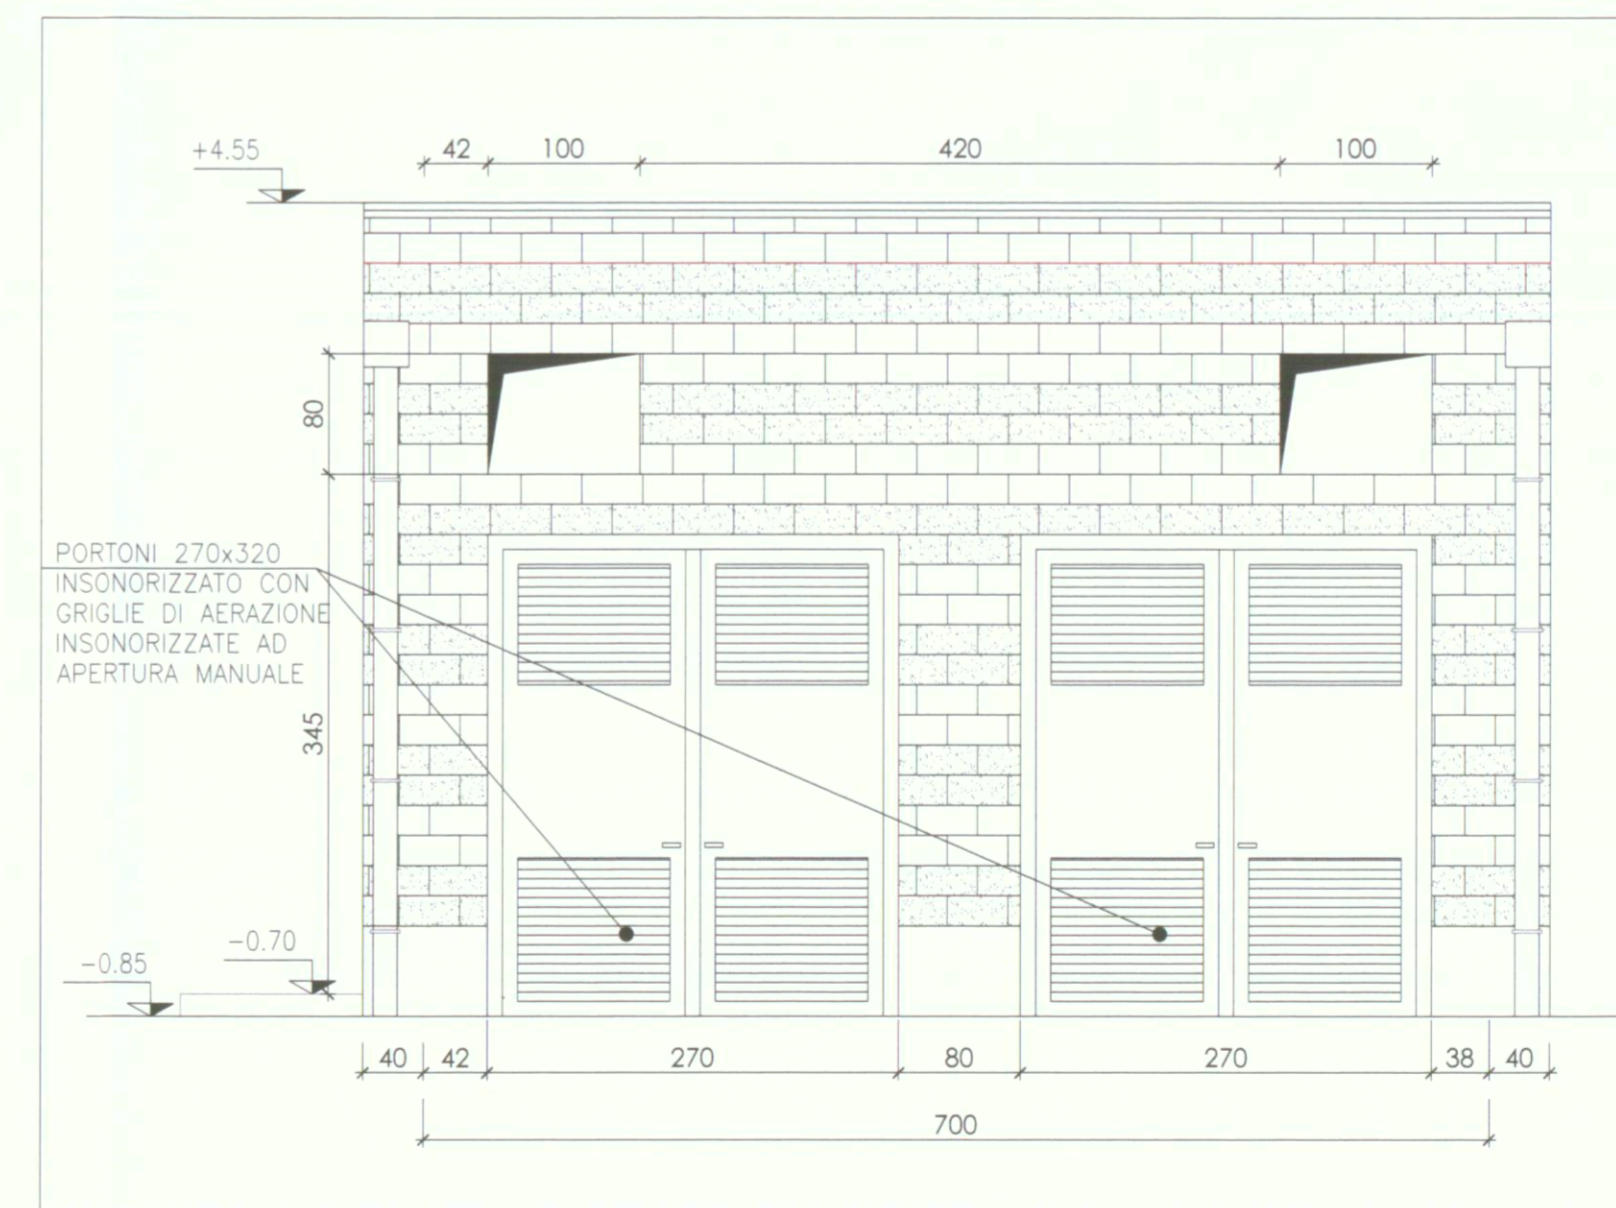 +4.55
42 100 420 100
80
PORTONI 270x320
INSONORIZZATO CON
GRIGLIE DI AERAZIONE
INSONORIZZATE AD
APERTURA MANUALE
345
-0.70
-0.85
40 42 270 80 270 38 40
700